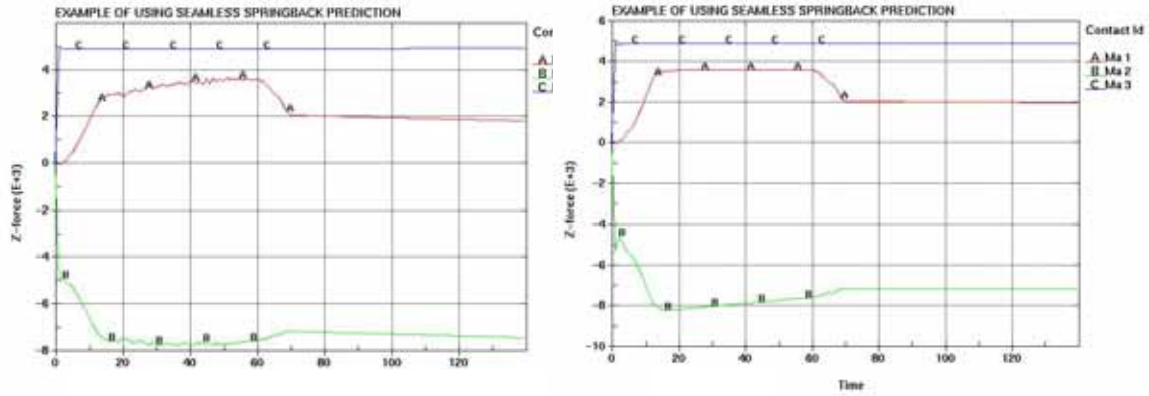 EXAMPLE OF USING SEAMLESS SPRINGBACK PREDICTION
Z-force (E+3)
4
2
0
-2
-4
-6
-8
0
20
40
60
80
100
120
C C C C C
A A A A A
B B B B B
A
B
C
EXAMPLE OF USING SEAMLESS SPRINGBACK PREDICTION
Z-force (E+3)
6
4
2
0
-2
-4
-6
-8
-10
0
20
40
60
80
100
120
Time
C C C C C
A A A A A
B B B B B
Contact Id
A Ma 1
B Ma 2
C Ma 3